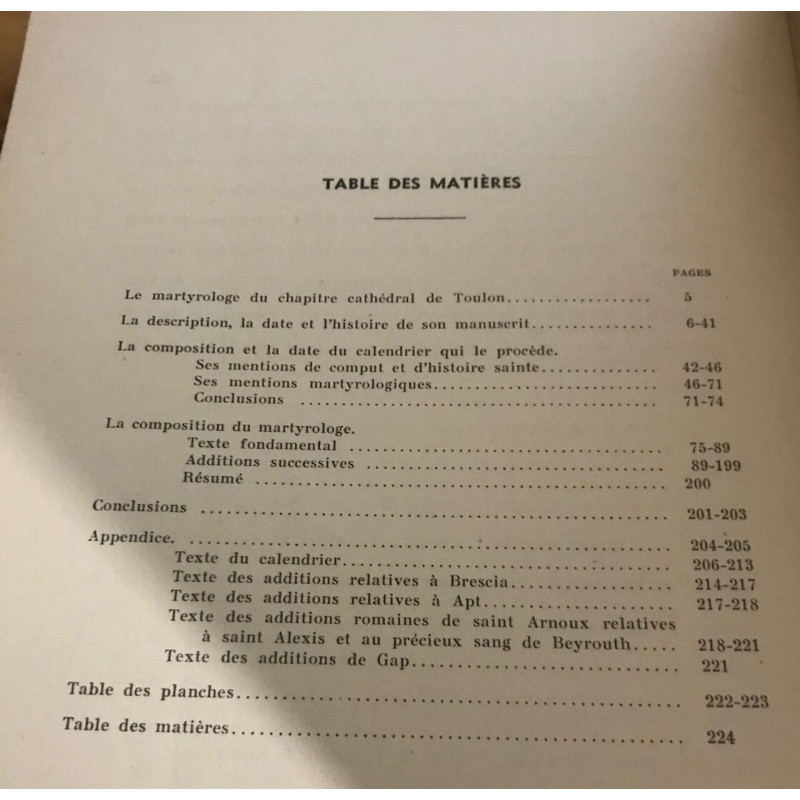 TABLE DES MATIÈRES
PAGES
Le martyrologe du chapitre cathédral de Toulon.................. 5
La description, la date et l'histoire de son manuscrit............... 6-41
La composition et la date du calendrier qui le procède.
Ses mentions de comput et d'histoire sainte.............. 42-46
Ses mentions martyrologiques........................... 46-71
Conclusions ........................................... 71-74
La composition du martyrologe.
Texte fondamental ..................................... 75-89
Additions successives ................................... 89-199
Résumé .................................................. 200
Conclusions ........................................................ 201-203
Appendice. ......................................................... 204-205
Texte du calendrier..................................... 206-213
Texte des additions relatives à Brescia.................. 214-217
Texte des additions relatives à Apt...................... 217-218
Texte des additions romaines de saint Arnoux relatives
à saint Alexis et au précieux sang de Beyrouth..... 218-221
Texte des additions de Gap.............................. 221
Table des planches.................................................. 222-223
Table des matières.................................................. 224